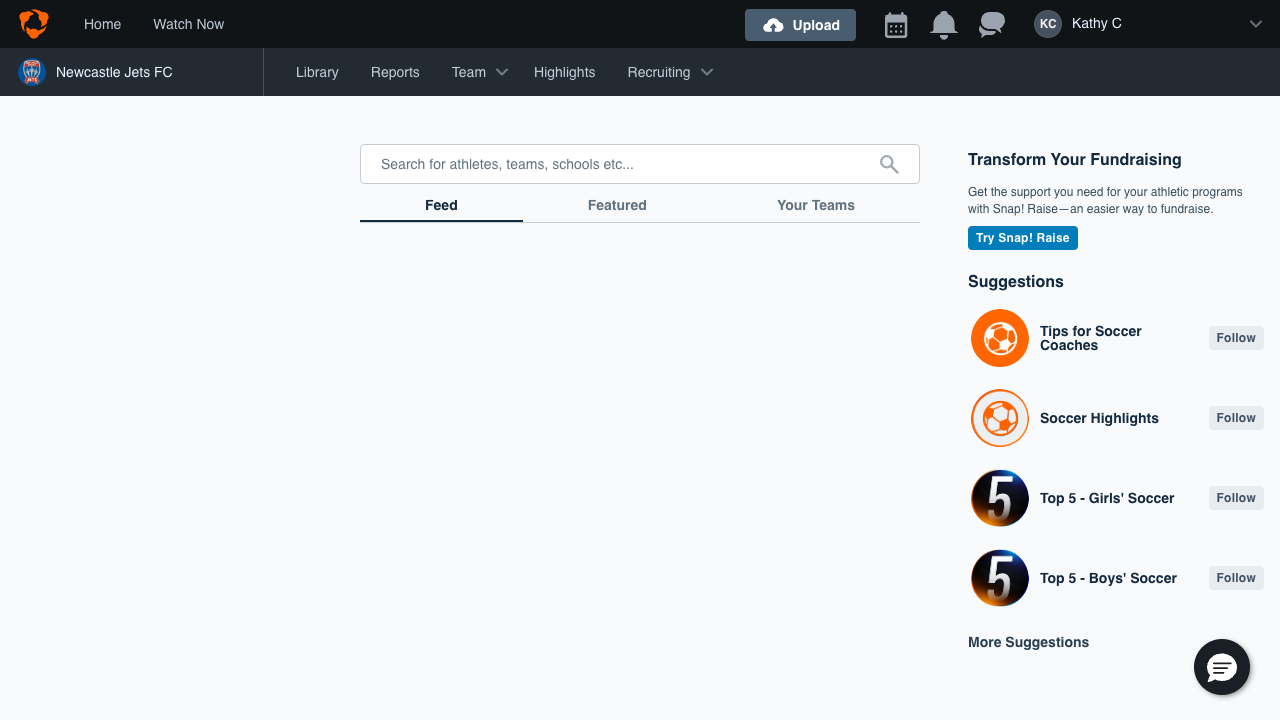 Home
Watch Now
Upload
KC
Kathy C
Newcastle Jets FC
Library
Reports
Team
Highlights
Recruiting
Search for athletes, teams, schools etc...
Feed
Featured
Your Teams
Transform Your Fundraising
Get the support you need for your athletic programs
with Snap! Raise—an easier way to fundraise.
Try Snap! Raise
Suggestions
Tips for Soccer
Coaches
Follow
Soccer Highlights
Follow
5
Top 5 - Girls' Soccer
Follow
5
Top 5 - Boys' Soccer
Follow
More Suggestions